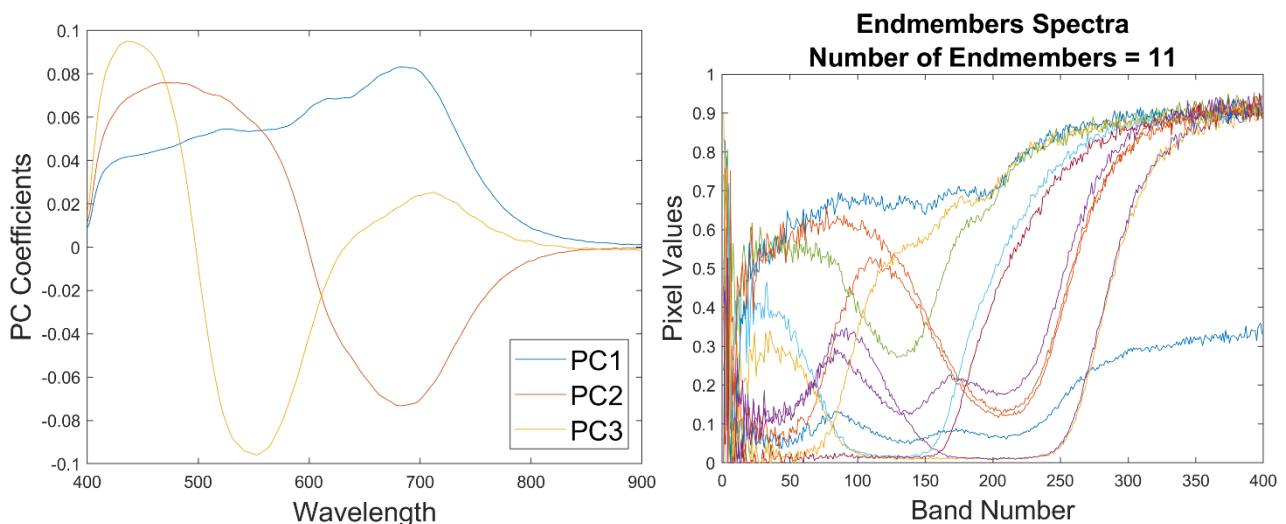 0.1
0.08
0.06
0.04
0.02
0
-0.02
-0.04
-0.06
-0.08
-0.1
PC Coefficients
400 500 600 700 800 900
Wavelength
PC1
PC2
PC3
Endmembers Spectra
Number of Endmembers = 11
1
0.9
0.8
0.7
0.6
0.5
0.4
0.3
0.2
0.1
0
Pixel Values
0 50 100 150 200 250 300 350 400
Band Number